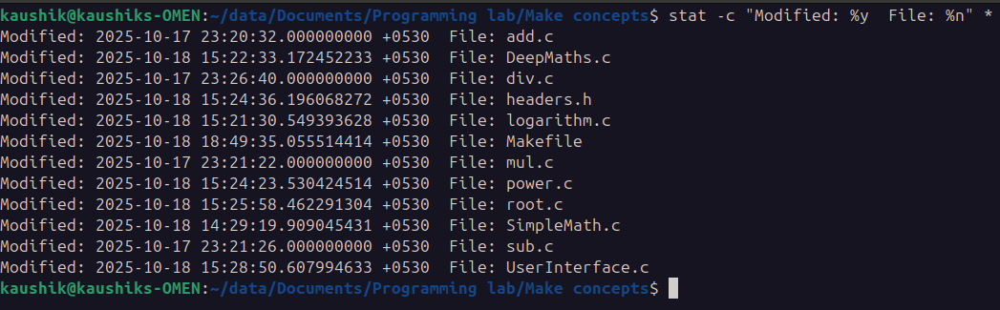 kaushik@kaushiks-OMEN:~/data/Documents/Programming lab/Make concepts$ stat -c "Modified: %y  File: %n" *
Modified: 2025-10-17 23:20:32.000000000 +0530  File: add.c
Modified: 2025-10-18 15:22:33.172452233 +0530  File: DeepMaths.c
Modified: 2025-10-17 23:26:40.000000000 +0530  File: div.c
Modified: 2025-10-18 15:24:36.196068272 +0530  File: headers.h
Modified: 2025-10-18 15:21:30.549393628 +0530  File: logarithm.c
Modified: 2025-10-18 18:49:35.055514414 +0530  File: Makefile
Modified: 2025-10-17 23:21:22.000000000 +0530  File: mul.c
Modified: 2025-10-18 15:24:23.530424514 +0530  File: power.c
Modified: 2025-10-18 15:25:58.462291304 +0530  File: root.c
Modified: 2025-10-18 14:29:19.909045431 +0530  File: SimpleMath.c
Modified: 2025-10-17 23:21:26.000000000 +0530  File: sub.c
Modified: 2025-10-18 15:28:50.607994633 +0530  File: UserInterface.c
kaushik@kaushiks-OMEN:~/data/Documents/Programming lab/Make concepts$